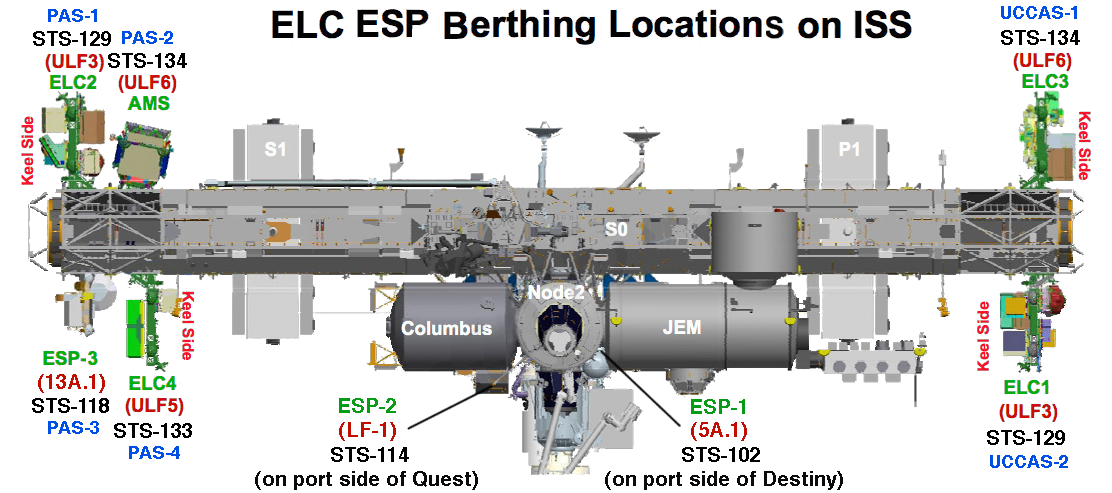 ELC ESP Berthing Locations on ISS
PAS-1
STS-129
(ULF3)
ELC2
PAS-2
STS-134
(ULF6)
AMS
UCCAS-1
STS-134
(ULF6)
ELC3
Keel Side
Keel Side
S1
P1
S0
Node2
Columbus
JEM
Keel Side
Keel Side
ESP-3
(13A.1)
STS-118
PAS-3
ELC4
(ULF5)
STS-133
PAS-4
ESP-2
(LF-1)
STS-114
(on port side of Quest)
ESP-1
(5A.1)
STS-102
(on port side of Destiny)
ELC1
(ULF3)
STS-129
UCCAS-2